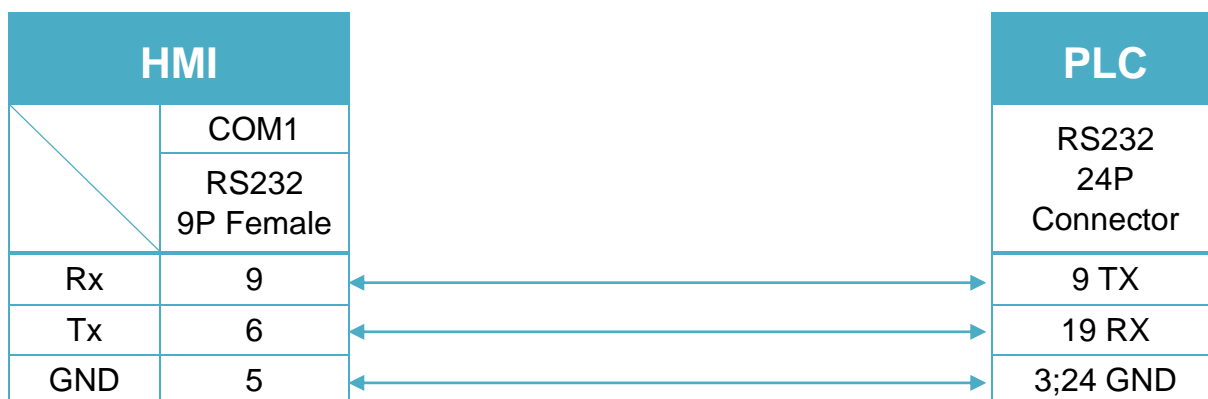 HMI PLC
COM1
RS232
9P Female
RS232
24P
Connector
Rx 9 9 TX
Tx 6 19 RX
GND 5 3;24 GND